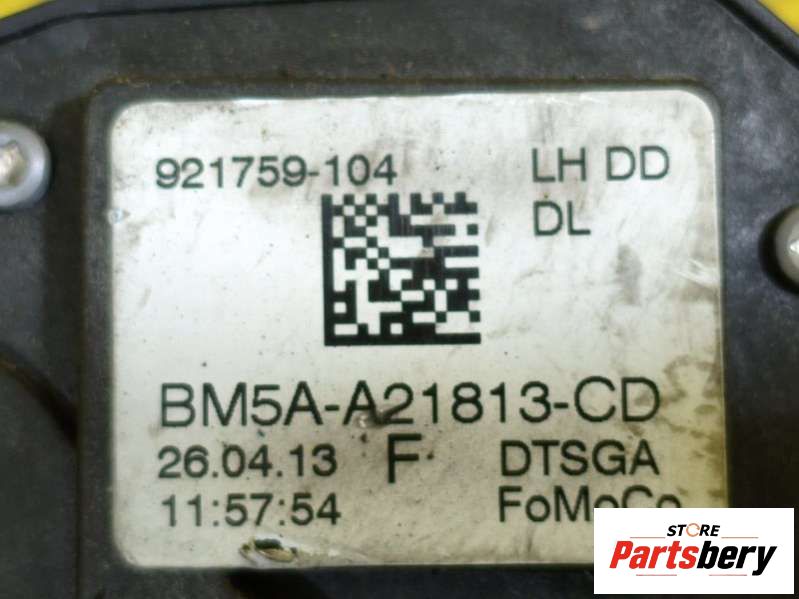 921759-104 LH DD
DL
BM5A-A21813-CD
26.04.13 F DTSGA
11:57:54 FoMoCo
STORE
Partsbery